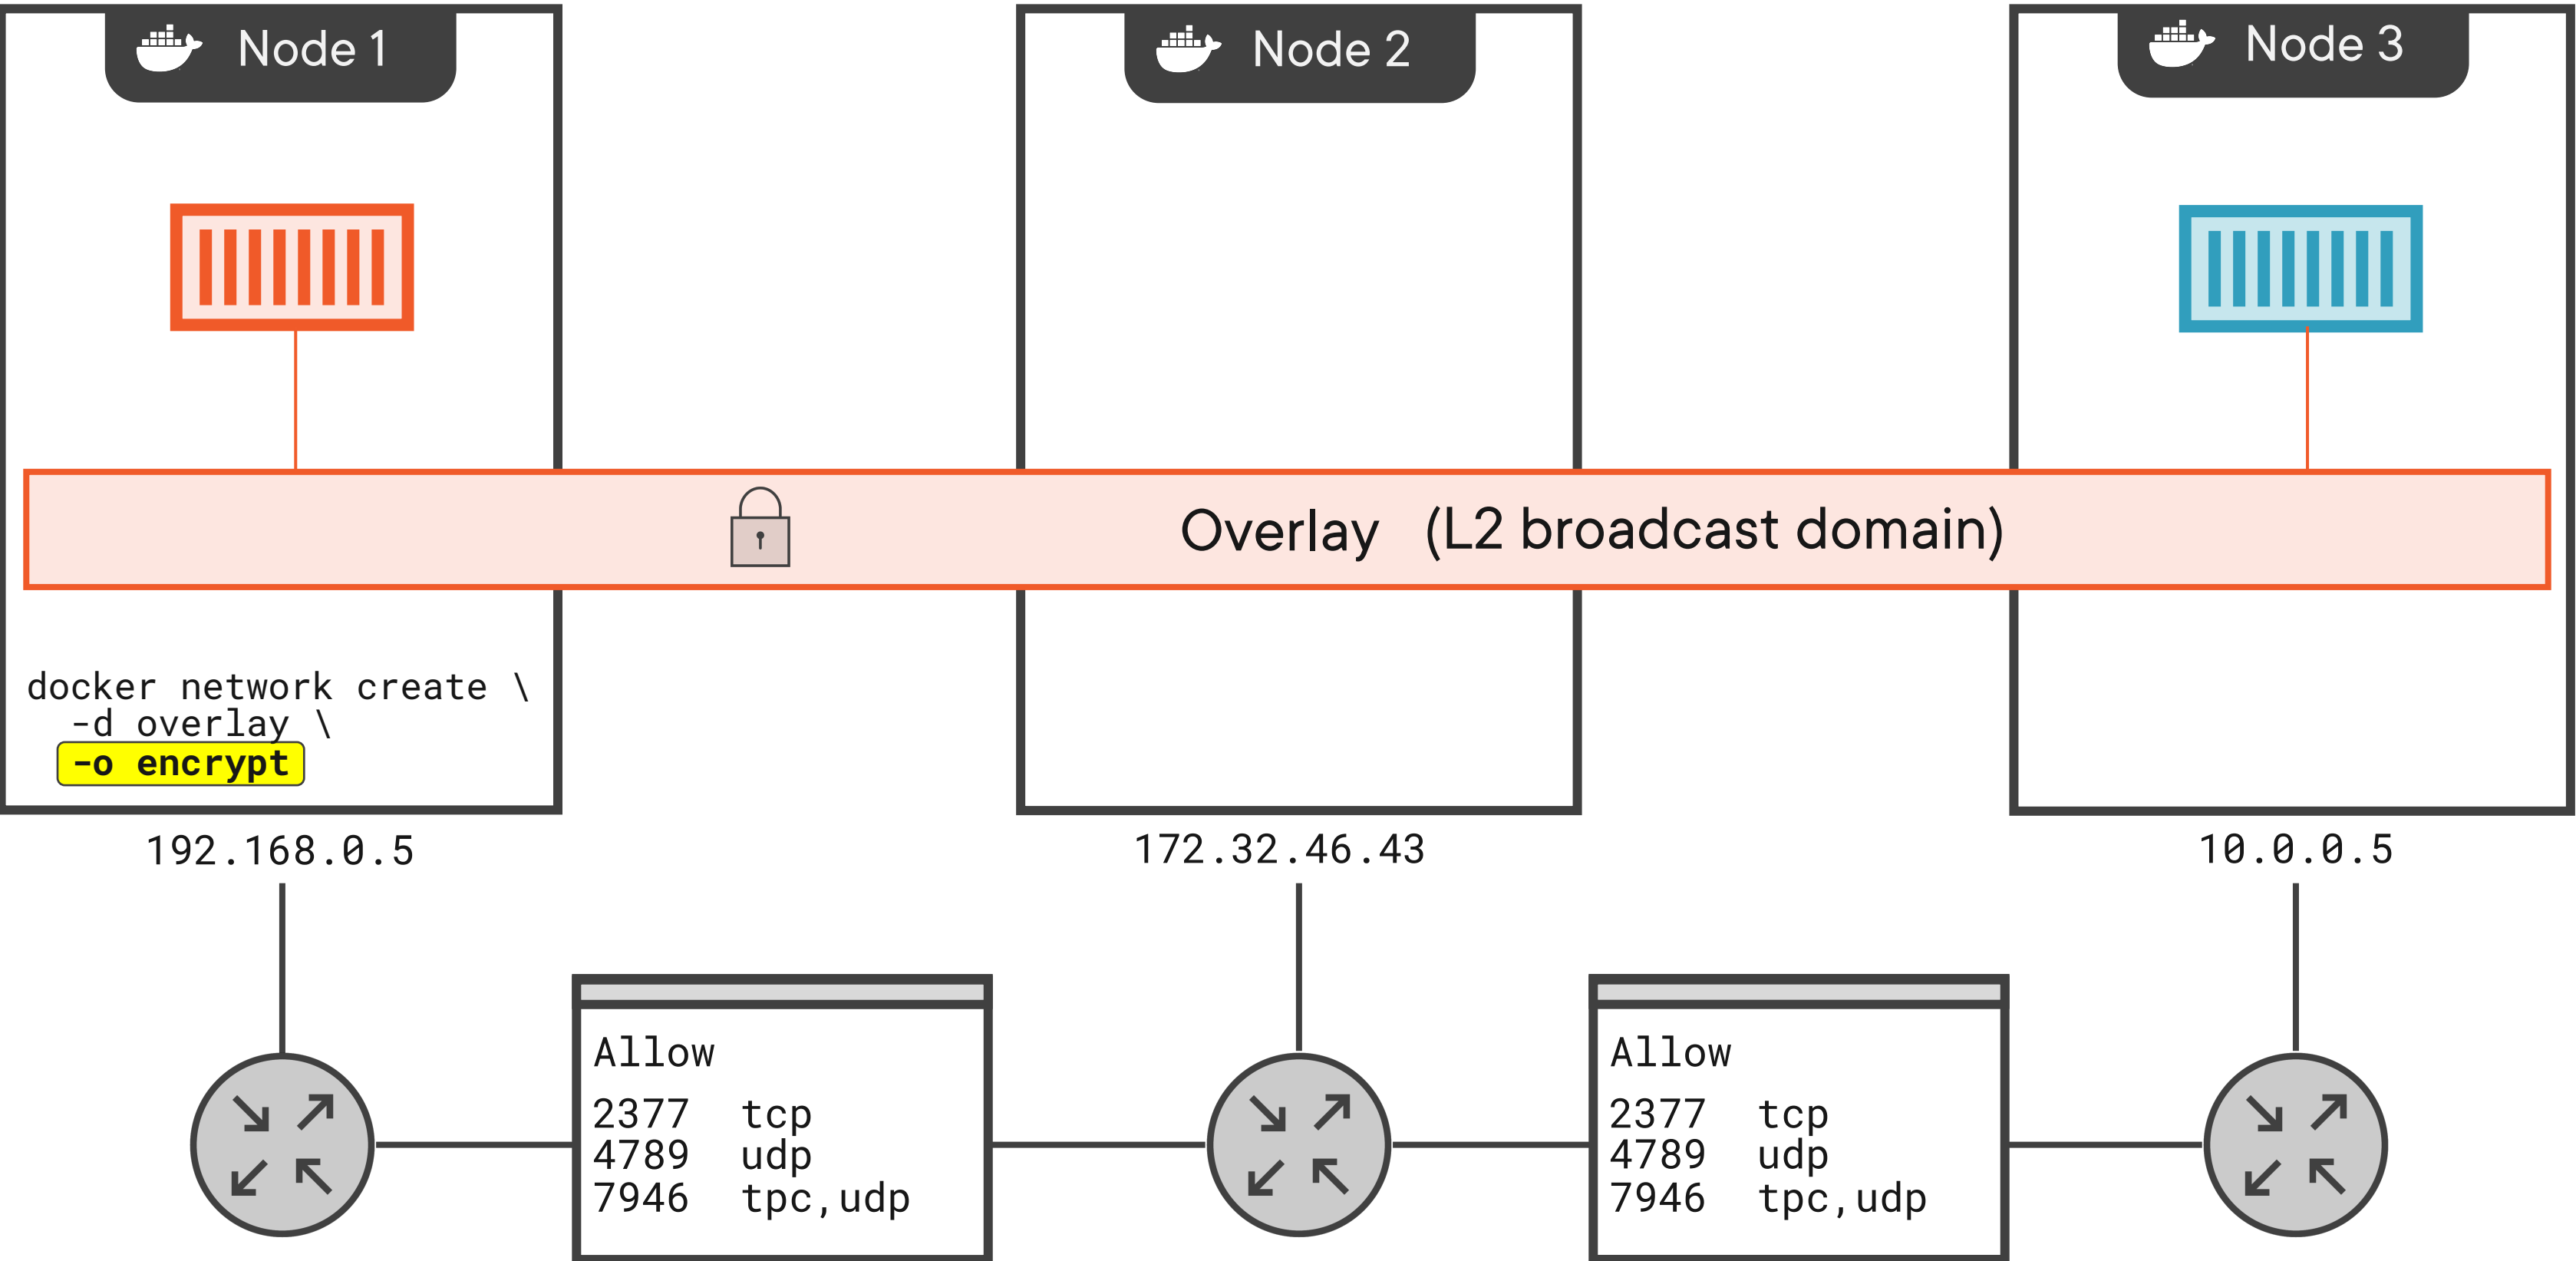 Node 1
Node 2
Node 3
Overlay (L2 broadcast domain)
docker network create \
-d overlay \
-o encrypt
192.168.0.5
172.32.46.43
10.0.0.5
Allow
2377 tcp
4789 udp
7946 tpc,udp
Allow
2377 tcp
4789 udp
7946 tpc,udp